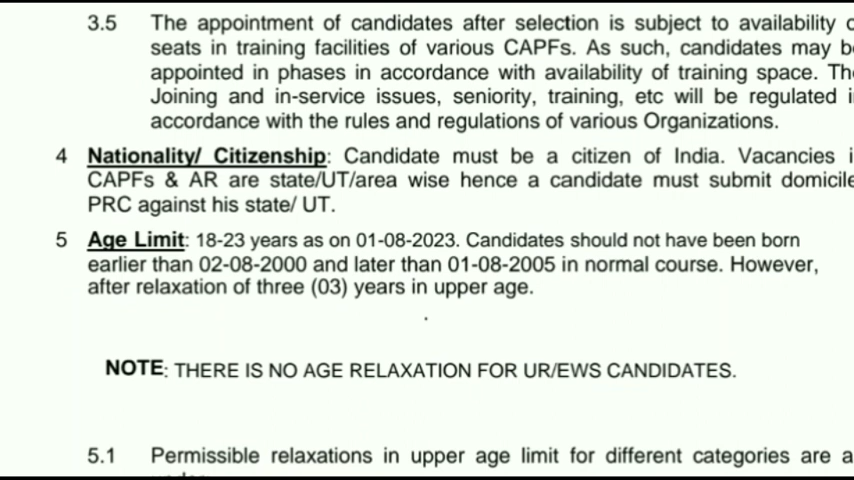 3.5 The appointment of candidates after selection is subject to availability
seats in training facilities of various CAPFs. As such, candidates may
appointed in phases in accordance with availability of training space.
Joining and in-service issues, seniority, training, etc will be regulated
accordance with the rules and regulations of various Organizations.
4 Nationality/ Citizenship: Candidate must be a citizen of India. Vacancies
CAPFs & AR are state/UT/area wise hence a candidate must submit domicile
PRC against his state/ UT.
5 Age Limit: 18-23 years as on 01-08-2023. Candidates should not have been born
earlier than 02-08-2000 and later than 01-08-2005 in normal course. However,
after relaxation of three (03) years in upper age.
NOTE: THERE IS NO AGE RELAXATION FOR UR/EWS CANDIDATES.
5.1 Permissible relaxations in upper age limit for different categories are